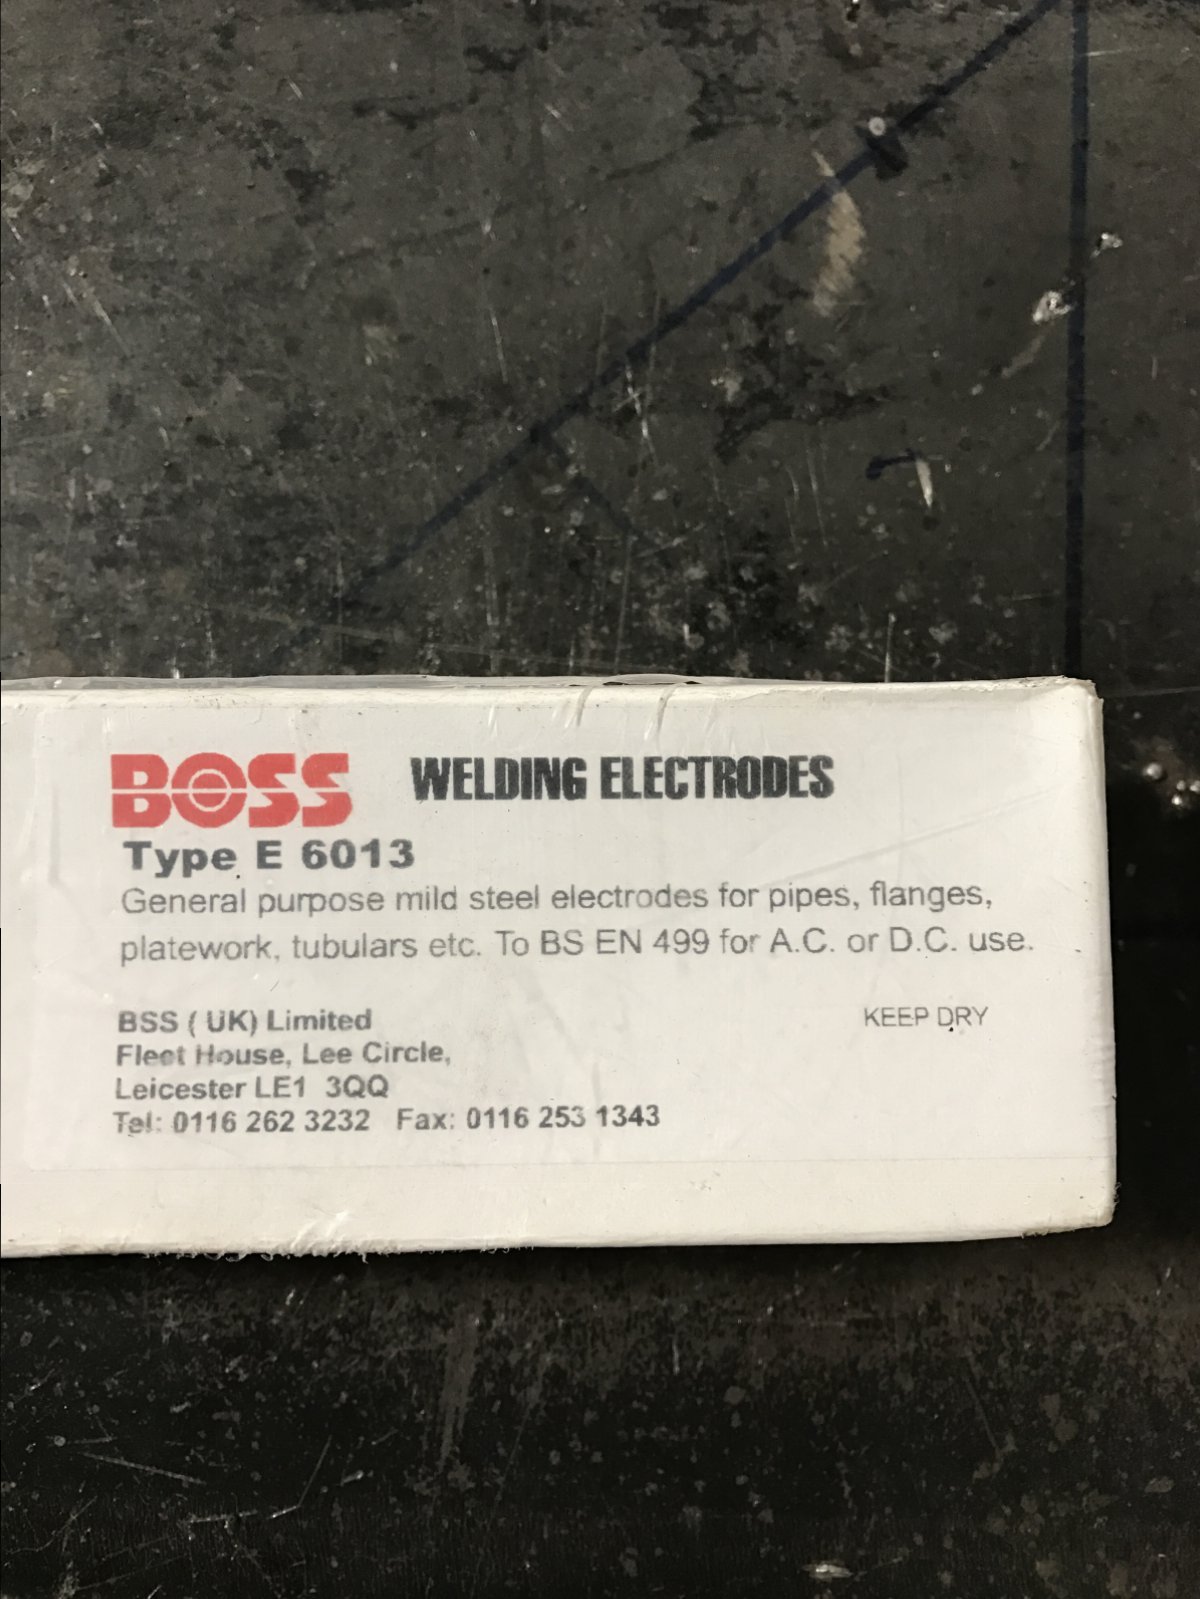 BOSS WELDING ELECTRODES
Type E 6013
General purpose mild steel electrodes for pipes, flanges,
platework, tubulars etc. To BS EN 499 for A.C. or D.C. use.
BSS ( UK) Limited
KEEP DRY
Fleet House, Lee Circle,
Leicester LE1 3QQ
Tel: 0116 262 3232 Fax: 0116 253 1343